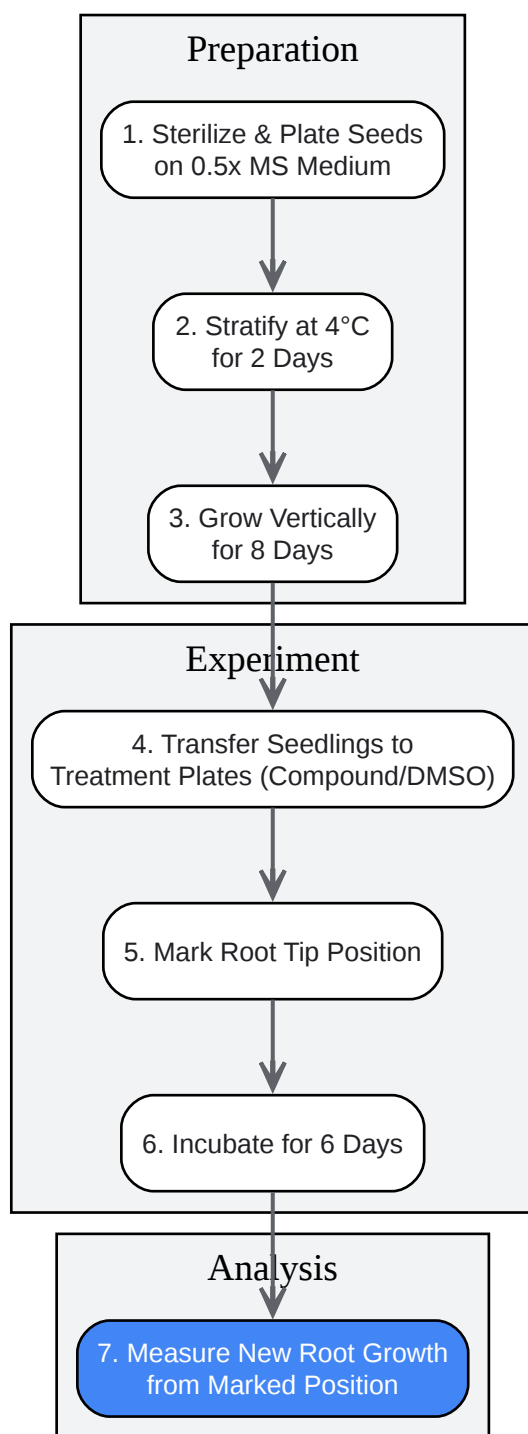 Preparation
1. Sterilize & Plate Seeds
on 0.5x MS Medium
2. Stratify at 4°C
for 2 Days
3. Grow Vertically
for 8 Days
Experiment
4. Transfer Seedlings to
Treatment Plates (Compound/DMSO)
5. Mark Root Tip Position
6. Incubate for 6 Days
Analysis
7. Measure New Root Growth
from Marked Position